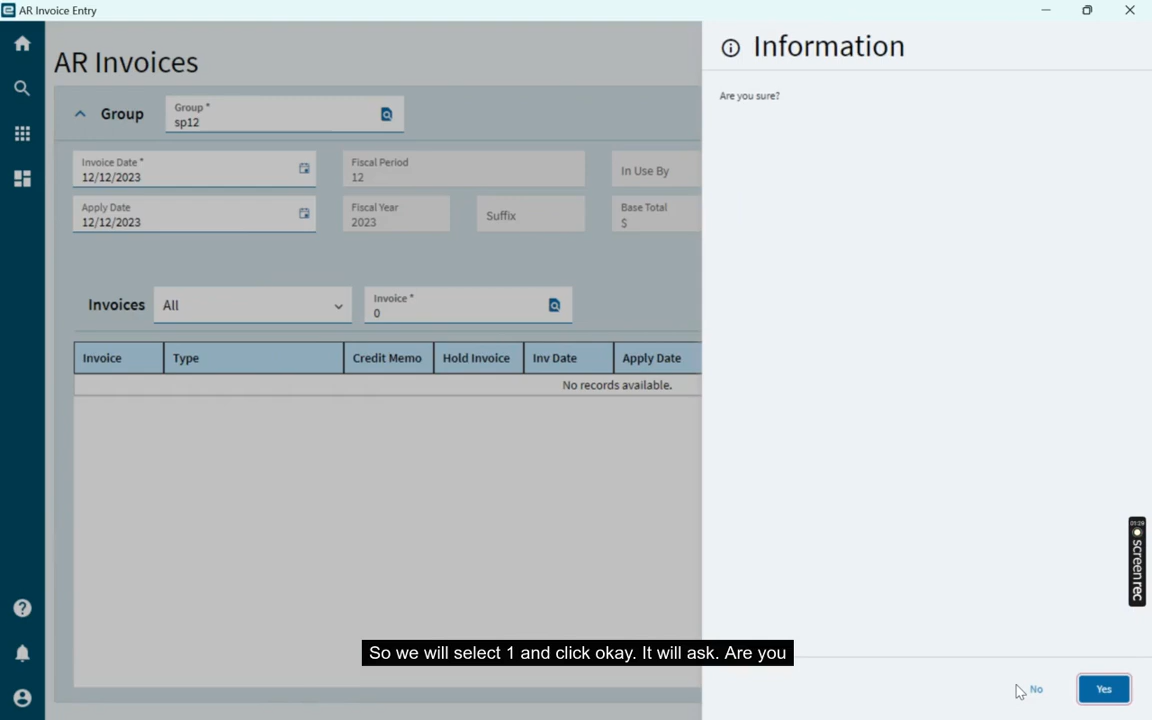 AR Invoice Entry
Information
Are you sure?
AR Invoices
Group
Group *
sp12
Invoice Date *
12/12/2023
Fiscal Period
12
In Use By
Apply Date
12/12/2023
Fiscal Year
2023
Suffix
Base Total
$
Invoices
All
Invoice *
0
Invoice Type Credit Memo Hold Invoice Inv Date Apply Date
No records available.
01:29
screenrec
So we will select 1 and click okay. It will ask. Are you
No
Yes